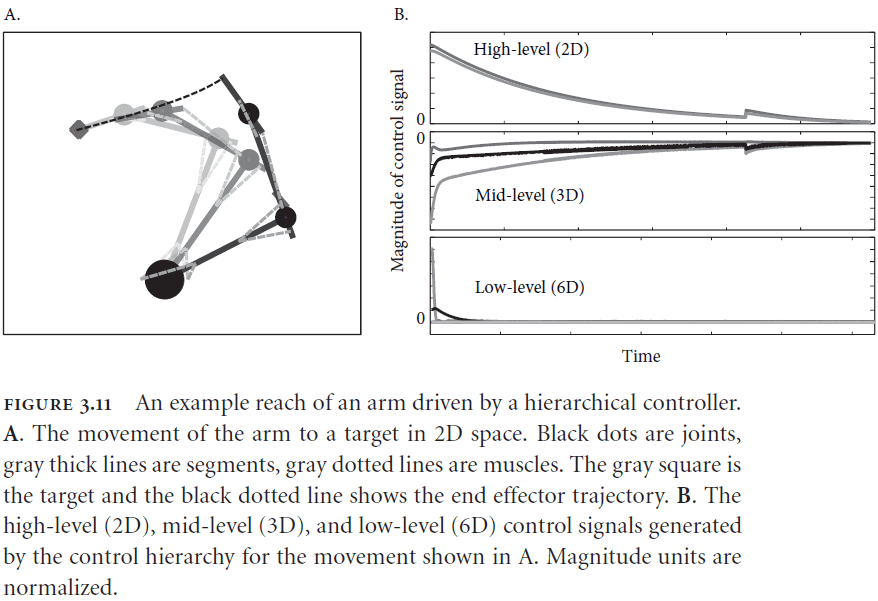 A.
B.
High-level (2D)
0
0
Mid-level (3D)
Low-level (6D)
0
Magnitude of control signal
Time
FIGURE 3.11 An example reach of an arm driven by a hierarchical controller.
A. The movement of the arm to a target in 2D space. Black dots are joints,
gray thick lines are segments, gray dotted lines are muscles. The gray square is
the target and the black dotted line shows the end effector trajectory. B. The
high-level (2D), mid-level (3D), and low-level (6D) control signals generated
by the control hierarchy for the movement shown in A. Magnitude units are
normalized.